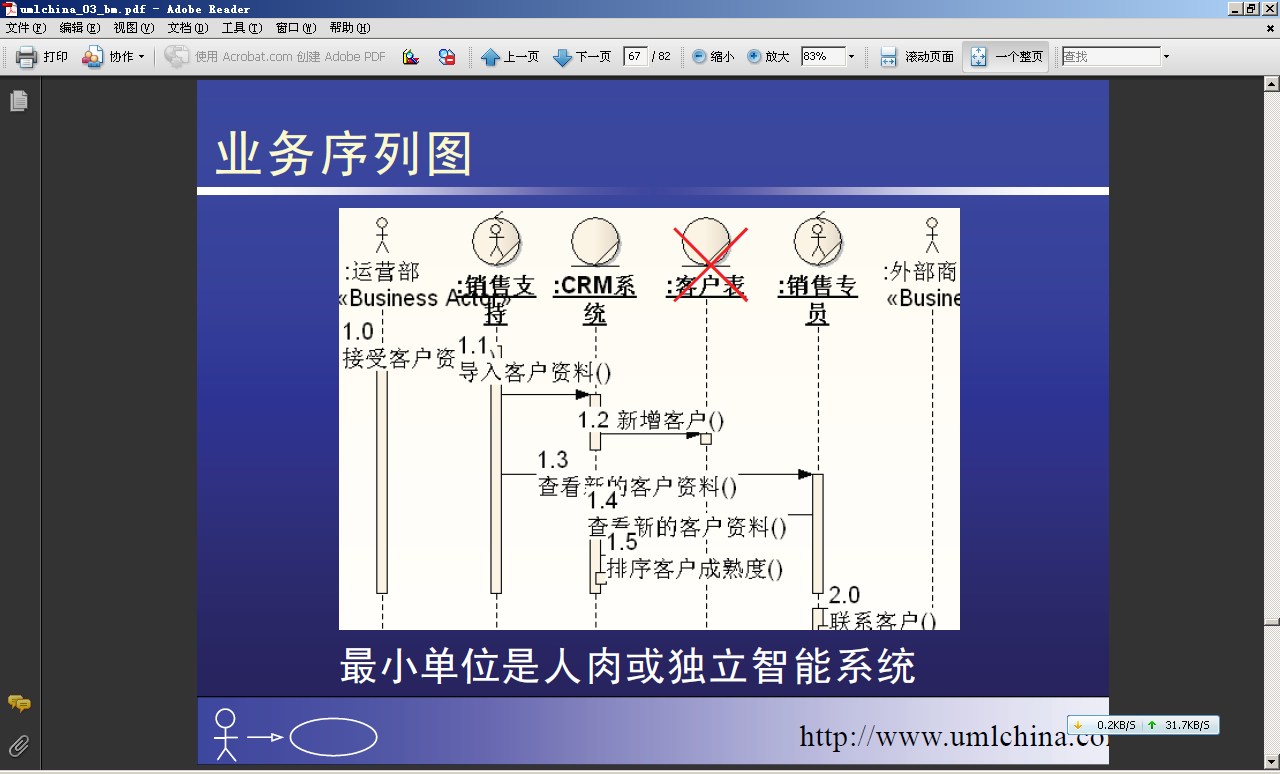 umlchina_03_bm.pdf - Adobe Reader
文件(F) 编辑(E) 视图(V) 文档(D) 工具(T) 窗口(W) 帮助(H)
打印 协作 使用 Acrobat.com 创建 Adobe PDF 上一页 下一页 67 / 82 缩小 放大 83% 滚动页面 一个整页 查找
业务序列图
:运营部
«Business Actor»
:销售支
持
:CRM系
统
:客户表
:销售专
员
:外部商
«Busine
1.0
接受客户资
1.1
导入客户资料()
1.2 新增客户()
1.3
查看新的客户资料()
1.4
查看新的客户资料()
1.5
排序客户成熟度()
2.0
联系客户()
最小单位是人肉或独立智能系统
http://www.umlchina.co
0.2KB/S 31.7KB/S